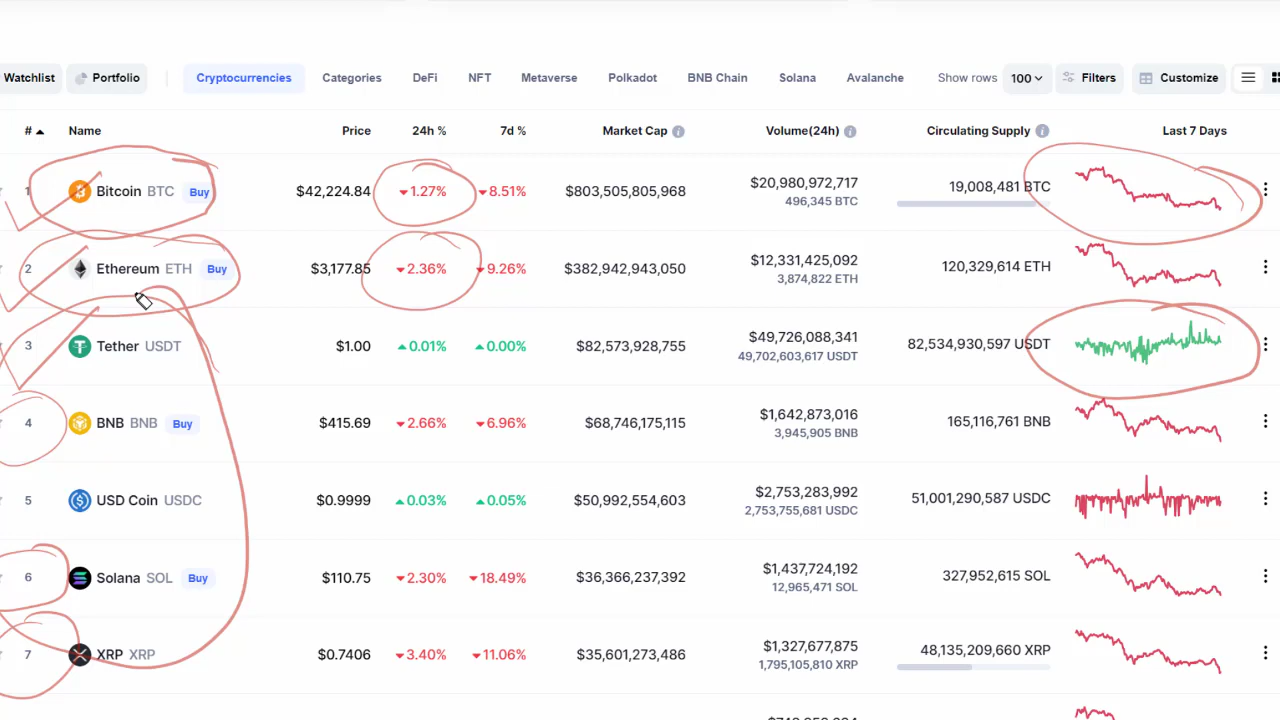 Watchlist Portfolio Cryptocurrencies Categories DeFi NFT Metaverse Polkadot BNB Chain Solana Avalanche Show rows 100 Filters Customize
# Name Price 24h % 7d % Market Cap Volume(24h) Circulating Supply Last 7 Days
1 Bitcoin BTC Buy $42,224.84 1.27% 8.51% $803,505,805,968 $20,980,972,717 19,008,481 BTC
496,345 BTC
2 Ethereum ETH Buy $3,177.85 2.36% 9.26% $382,942,943,050 $12,331,425,092 120,329,614 ETH
3,874,822 ETH
3 Tether USDT $1.00 0.01% 0.00% $82,573,928,755 $49,726,088,341 82,534,930,597 USDT
49,702,603,617 USDT
4 BNB BNB Buy $415.69 2.66% 6.96% $68,746,175,115 $1,642,873,016 165,116,761 BNB
3,945,905 BNB
5 USD Coin USDC $0.9999 0.03% 0.05% $50,992,554,603 $2,753,283,992 51,001,290,587 USDC
2,753,755,681 USDC
6 Solana SOL Buy $110.75 2.30% 18.49% $36,366,237,392 $1,437,724,192 327,952,615 SOL
12,965,471 SOL
7 XRP XRP $0.7406 3.40% 11.06% $35,601,273,486 $1,327,677,875 48,135,209,660 XRP
1,795,105,810 XRP